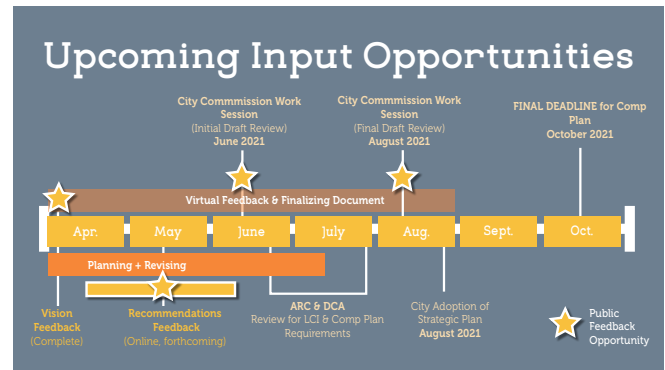 Upcoming Input Opportunities
City Commmission Work
Session
(Initial Draft Review)
June 2021
City Commmission Work
Session
(Final Draft Review)
August 2021
FINAL DEADLINE for Comp
Plan
October 2021
Virtual Feedback & Finalizing Document
Apr.
May
June
July
Aug.
Sept.
Oct.
Planning + Revising
Vision
Feedback
(Complete)
Recommendations
Feedback
(Online, forthcoming)
ARC & DCA
Review for LCI & Comp Plan
Requirements
City Adoption of
Strategic Plan
August 2021
Public
Feedback
Opportunity